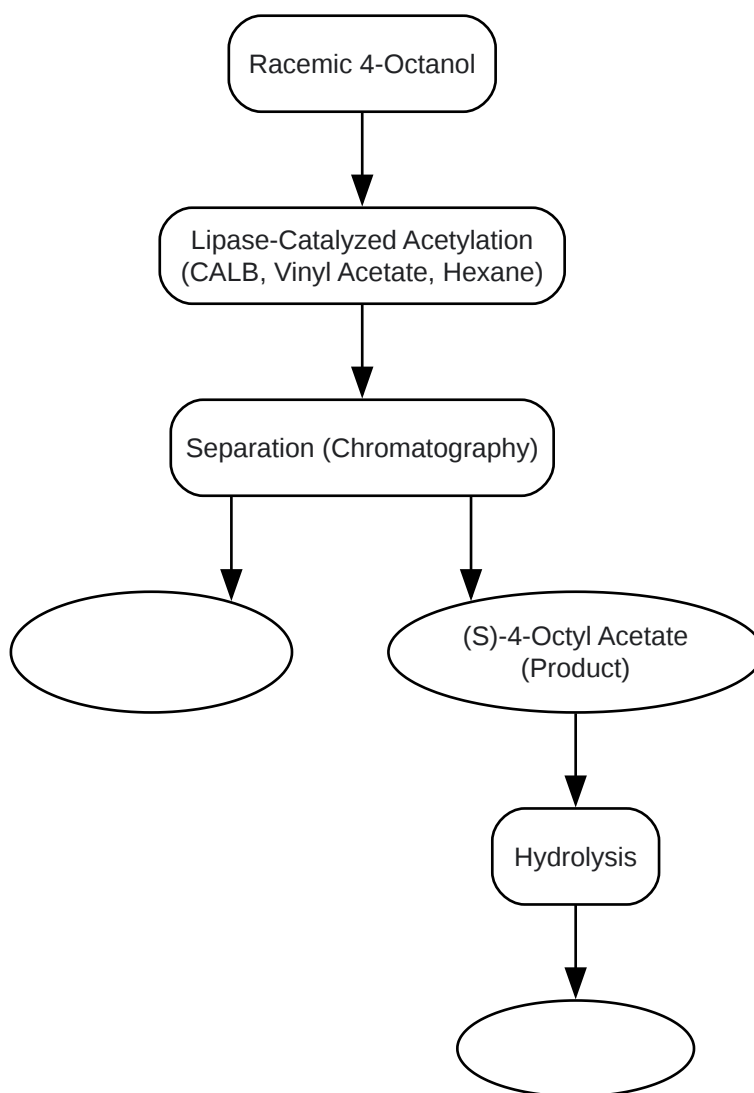 Racemic 4-Octanol
Lipase-Catalyzed Acetylation
(CALB, Vinyl Acetate, Hexane)
Separation (Chromatography)
(S)-4-Octyl Acetate
(Product)
Hydrolysis